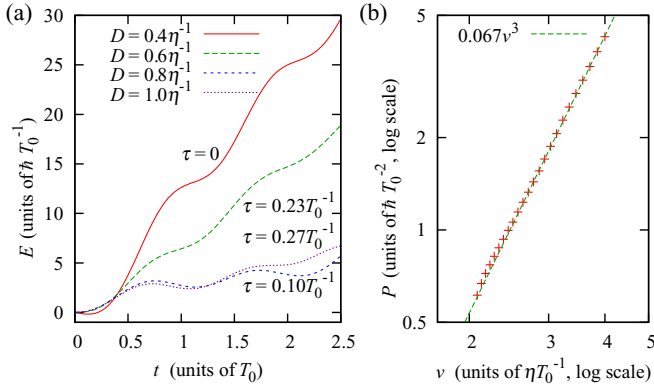 (a)
D = 0.4η⁻¹
D = 0.6η⁻¹
D = 0.8η⁻¹
D = 1.0η⁻¹
τ = 0
τ = 0.23T₀⁻¹
τ = 0.27T₀⁻¹
τ = 0.10T₀⁻¹
E (units of ℏ T₀⁻¹)
30
25
20
15
10
5
0
0 0.5 1 1.5 2 2.5
t (units of T₀)
(b)
0.067v³
P (units of ℏ T₀⁻², log scale)
5
2
1
0.5
2 3 4 5
v (units of ηT₀⁻¹, log scale)